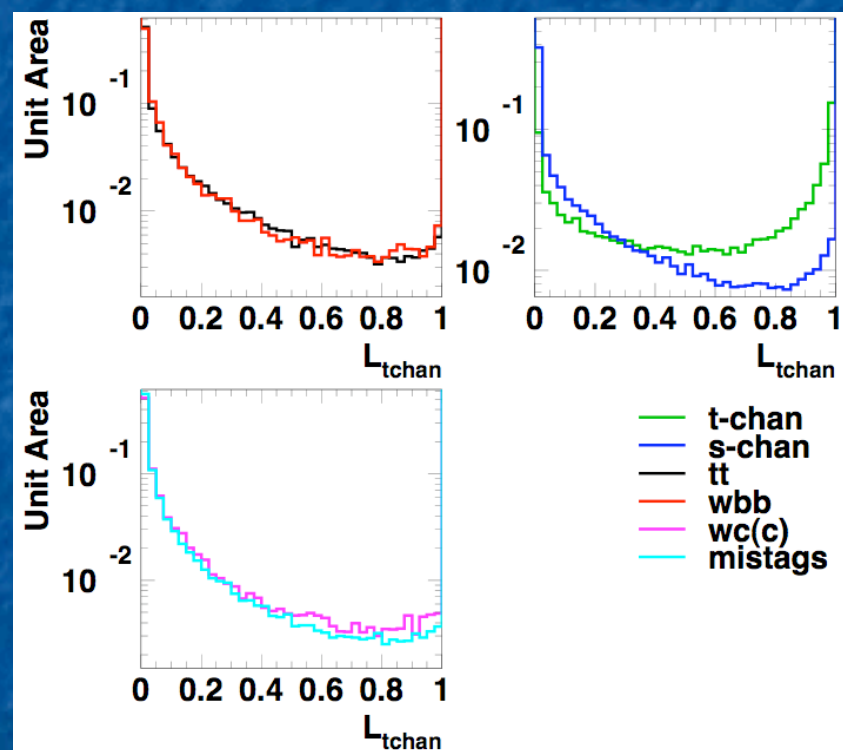 Unit Area
10 -1
10 -2
0 0.2 0.4 0.6 0.8 1
L tchan
10 -1
10 -2
0 0.2 0.4 0.6 0.8 1
L tchan
Unit Area
10 -1
10 -2
0 0.2 0.4 0.6 0.8 1
L tchan
t-chan
s-chan
tt
wbb
wc(c)
mistags